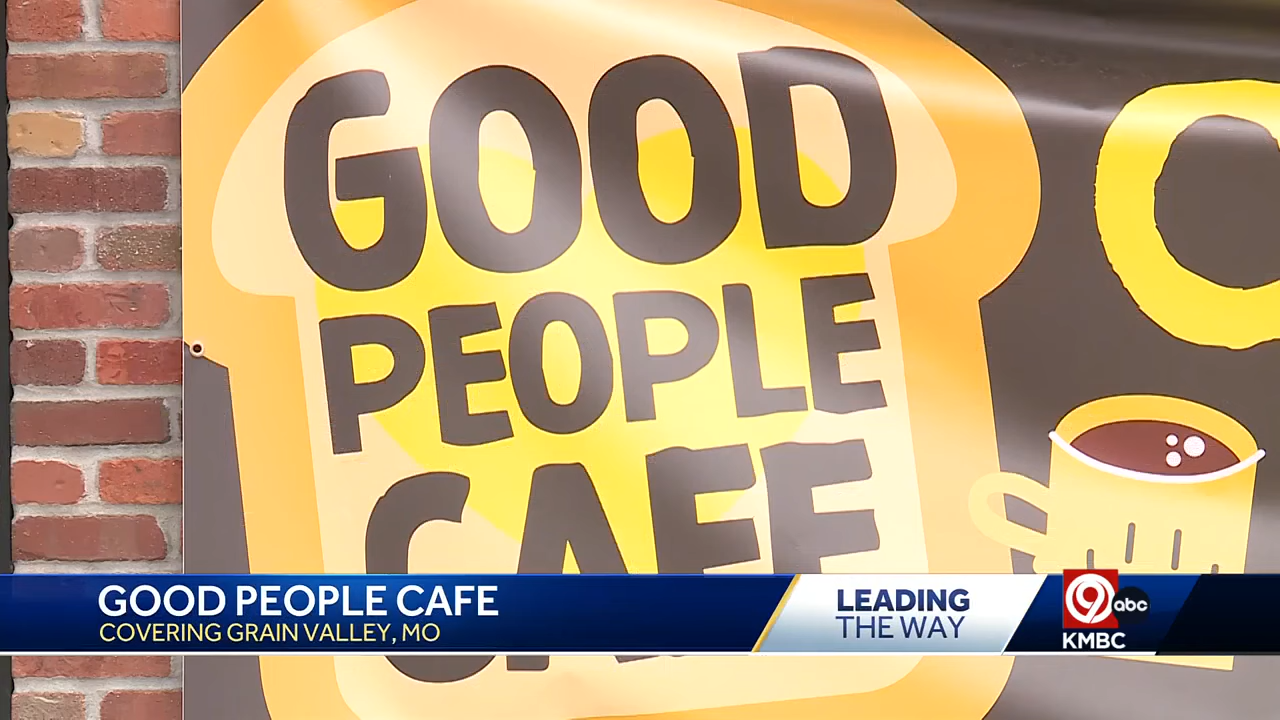 GOOD
PEOPLE
CAFE
O
GOOD PEOPLE CAFE
COVERING GRAIN VALLEY, MO
LEADING
THE WAY
9 abc
KMBC